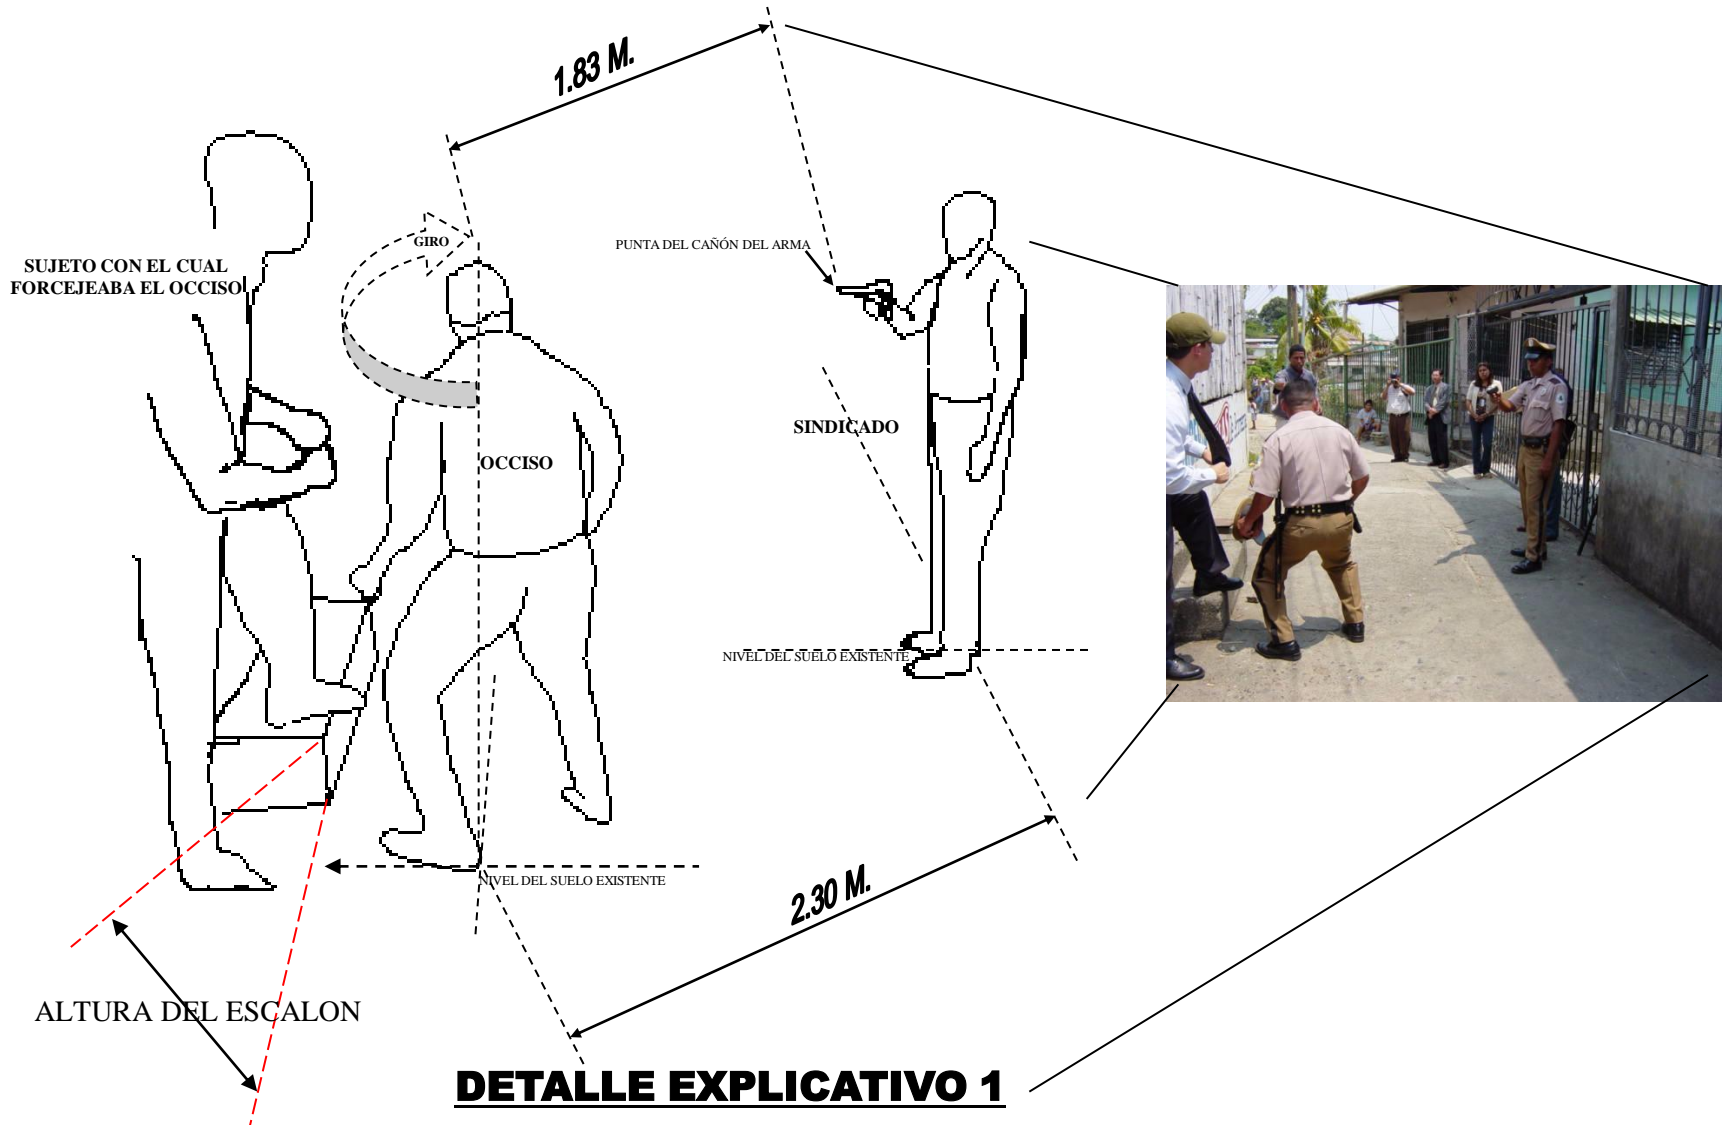 1.83 M.
GIRO
PUNTA DEL CAÑÓN DEL ARMA
SUJETO CON EL CUAL
FORCEJEABA EL OCCISO
SINDICADO
OCCISO
NIVEL DEL SUELO EXISTENTE
NIVEL DEL SUELO EXISTENTE
2.30 M.
ALTURA DEL ESCALON
DETALLE EXPLICATIVO 1